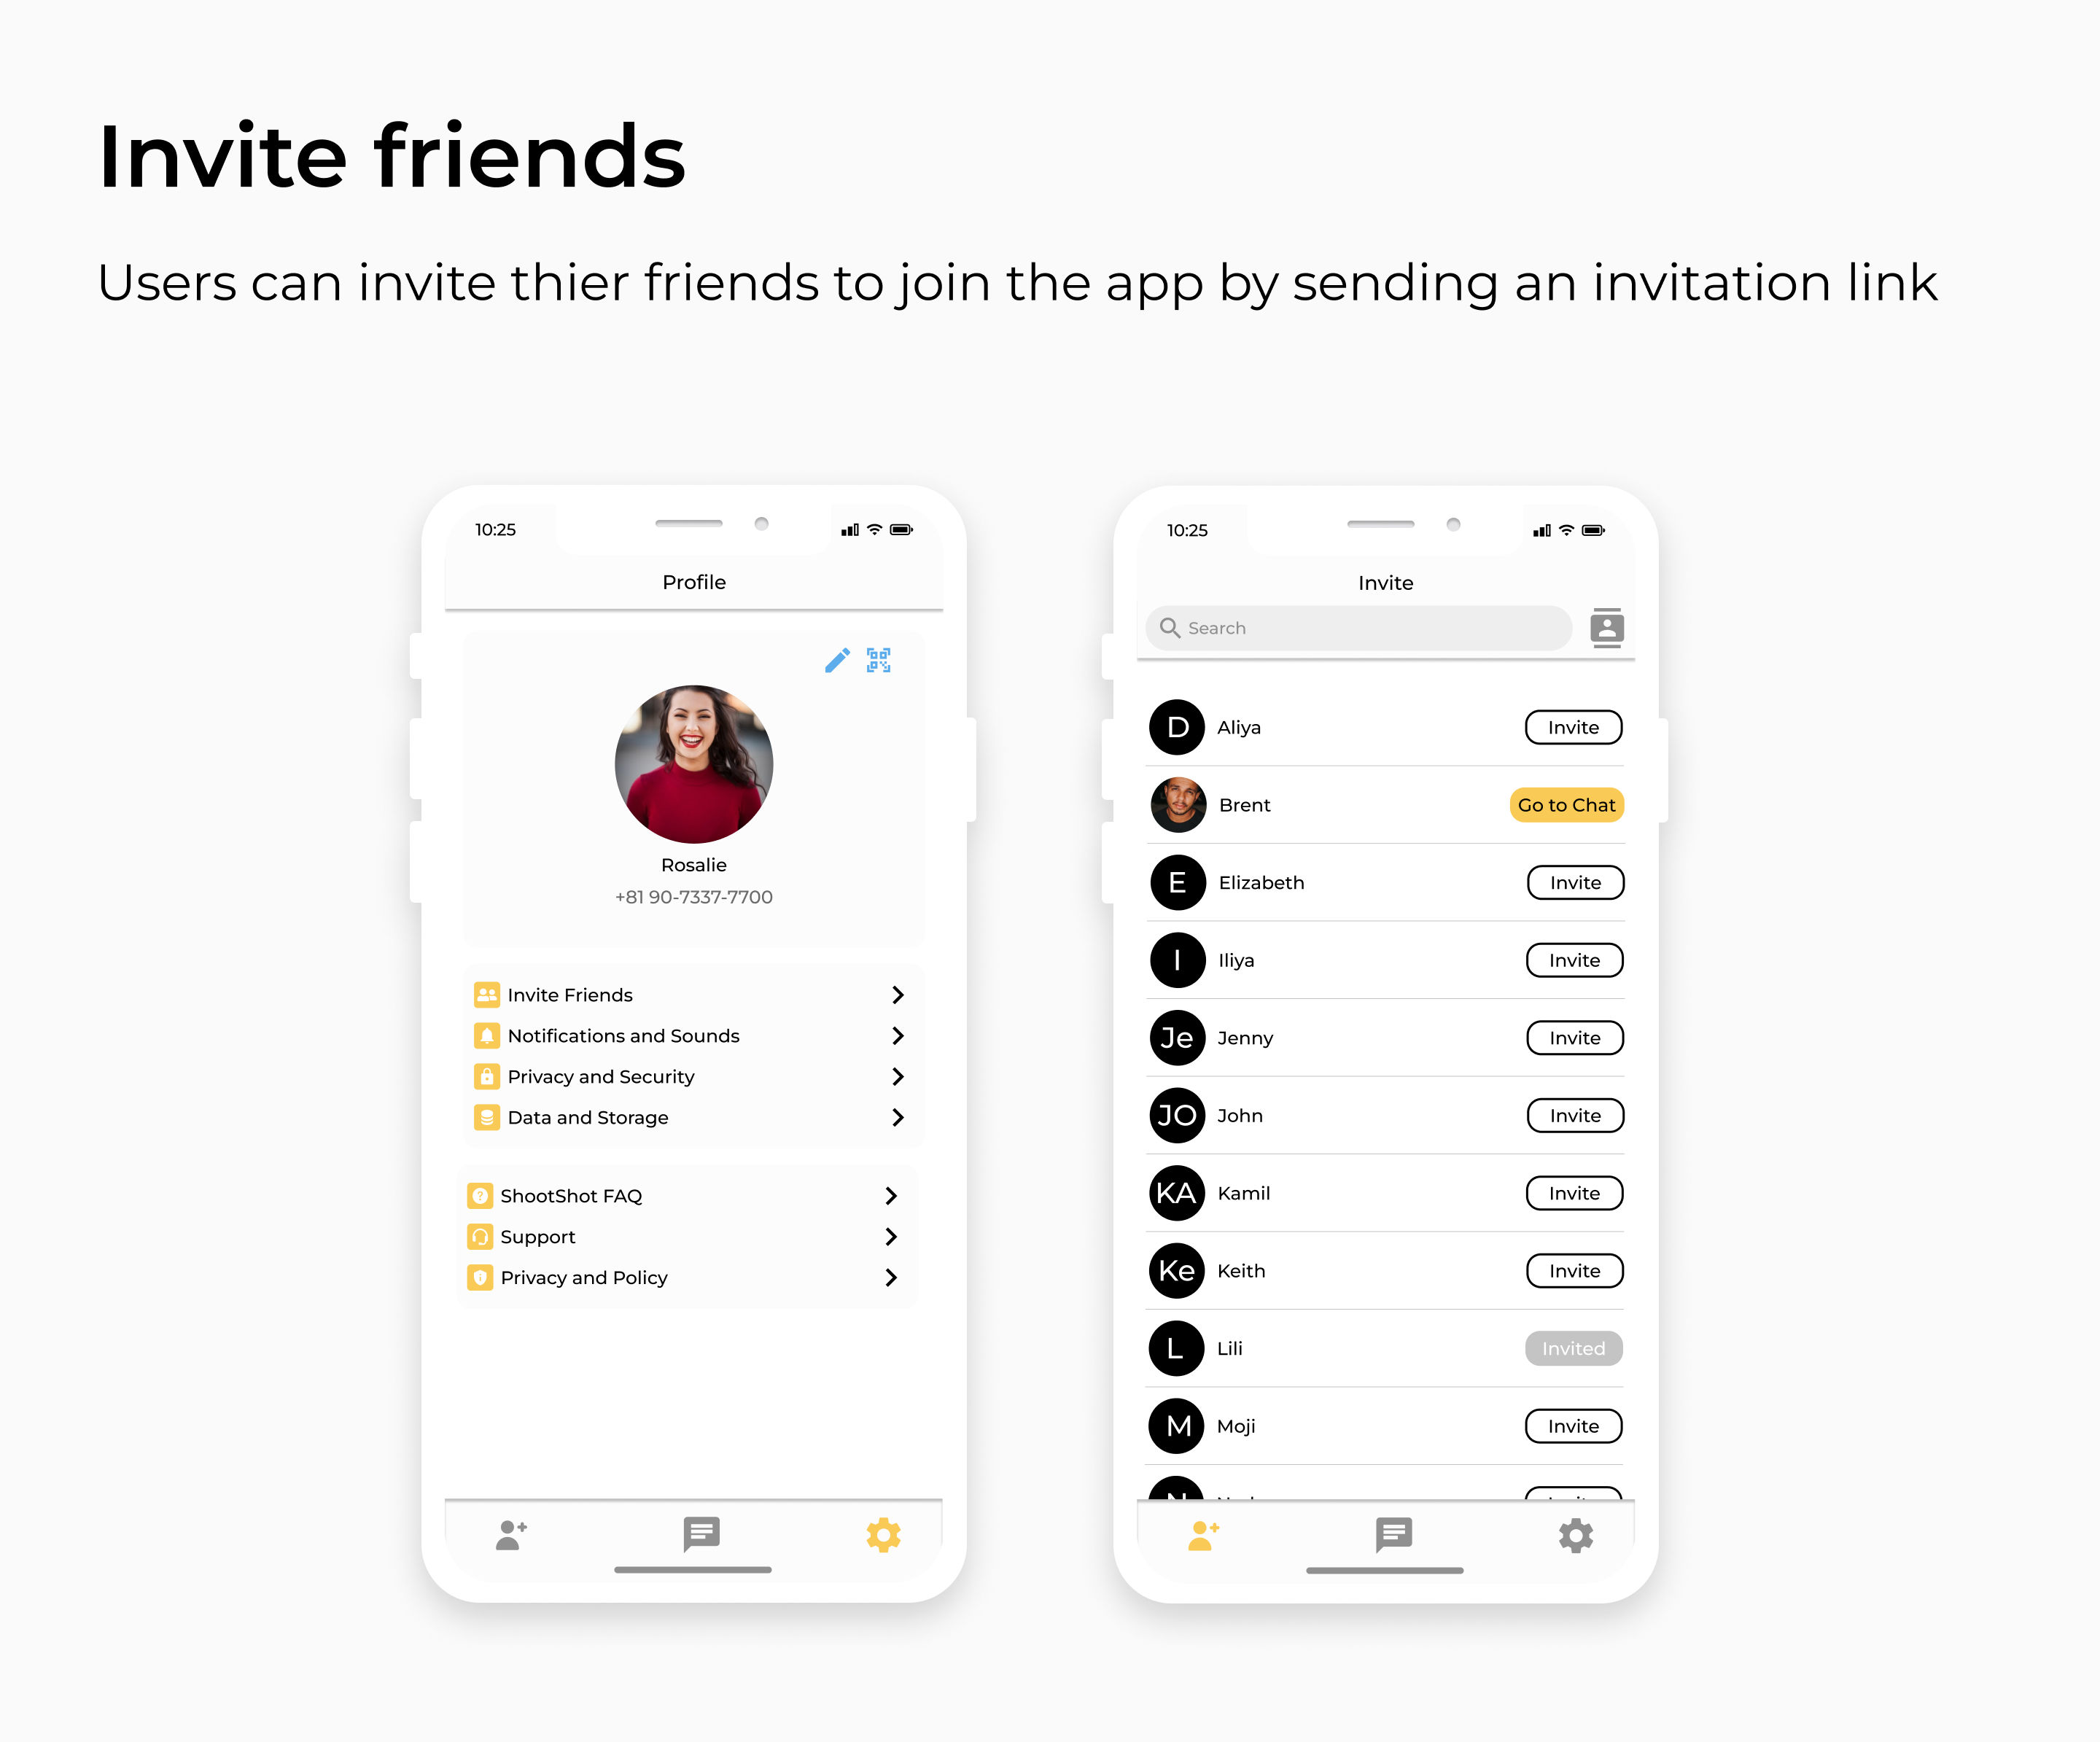 Invite friends
Users can invite thier friends to join the app by sending an invitation link
10:25
Profile
Rosalie
+81 90-7337-7700
Invite Friends
Notifications and Sounds
Privacy and Security
Data and Storage
ShootShot FAQ
Support
Privacy and Policy
10:25
Invite
Search
D Aliya Invite
Brent Go to Chat
E Elizabeth Invite
I Iliya Invite
Je Jenny Invite
JO John Invite
KA Kamil Invite
Ke Keith Invite
L Lili Invited
M Moji Invite